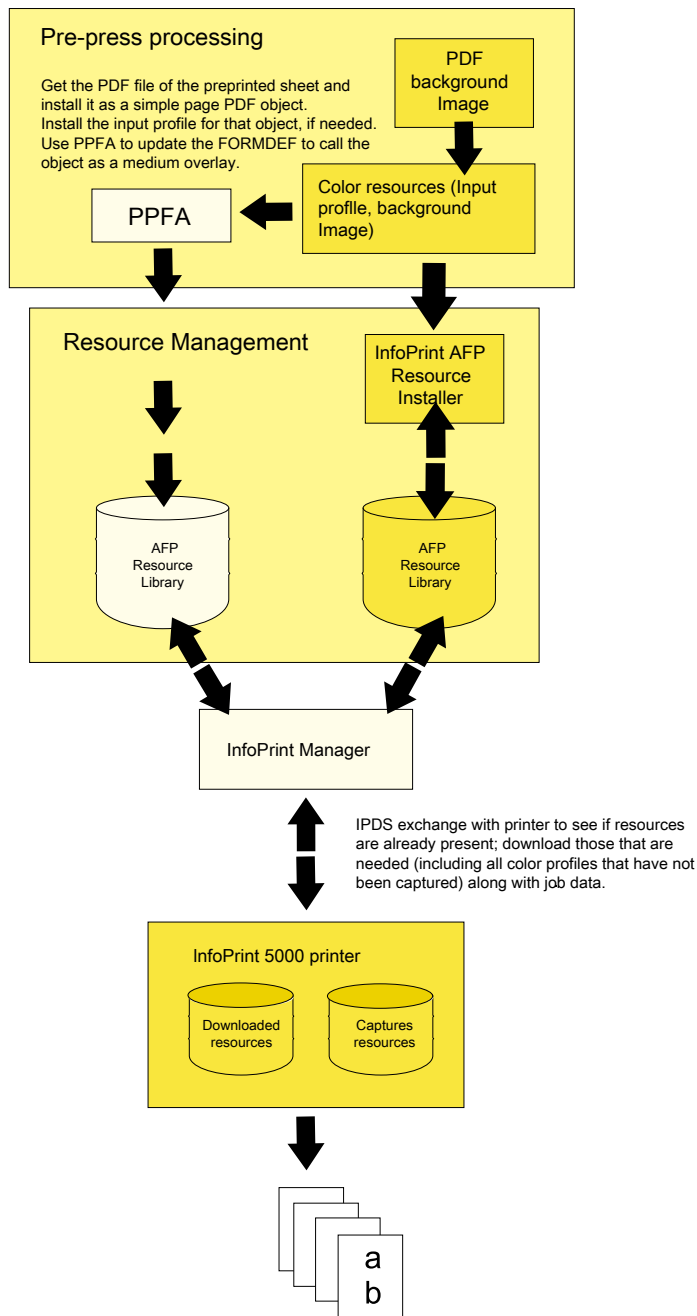 Pre-press processing
Get the PDF file of the preprinted sheet and
install it as a simple page PDF object.
Install the input profile for that object, if needed.
Use PPFA to update the FORMDEF to call the
object as a medium overlay.
PDF
background
Image
Color resources (Input
profile, background
Image)
PPFA
Resource Management
InfoPrint AFP
Resource
Installer
AFP
Resource
Library
AFP
Resource
Library
InfoPrint Manager
IPDS exchange with printer to see if resources
are already present; download those that are
needed (including all color profiles that have not
been captured) along with job data.
InfoPrint 5000 printer
Downloaded
resources
Captures
resources
a
b